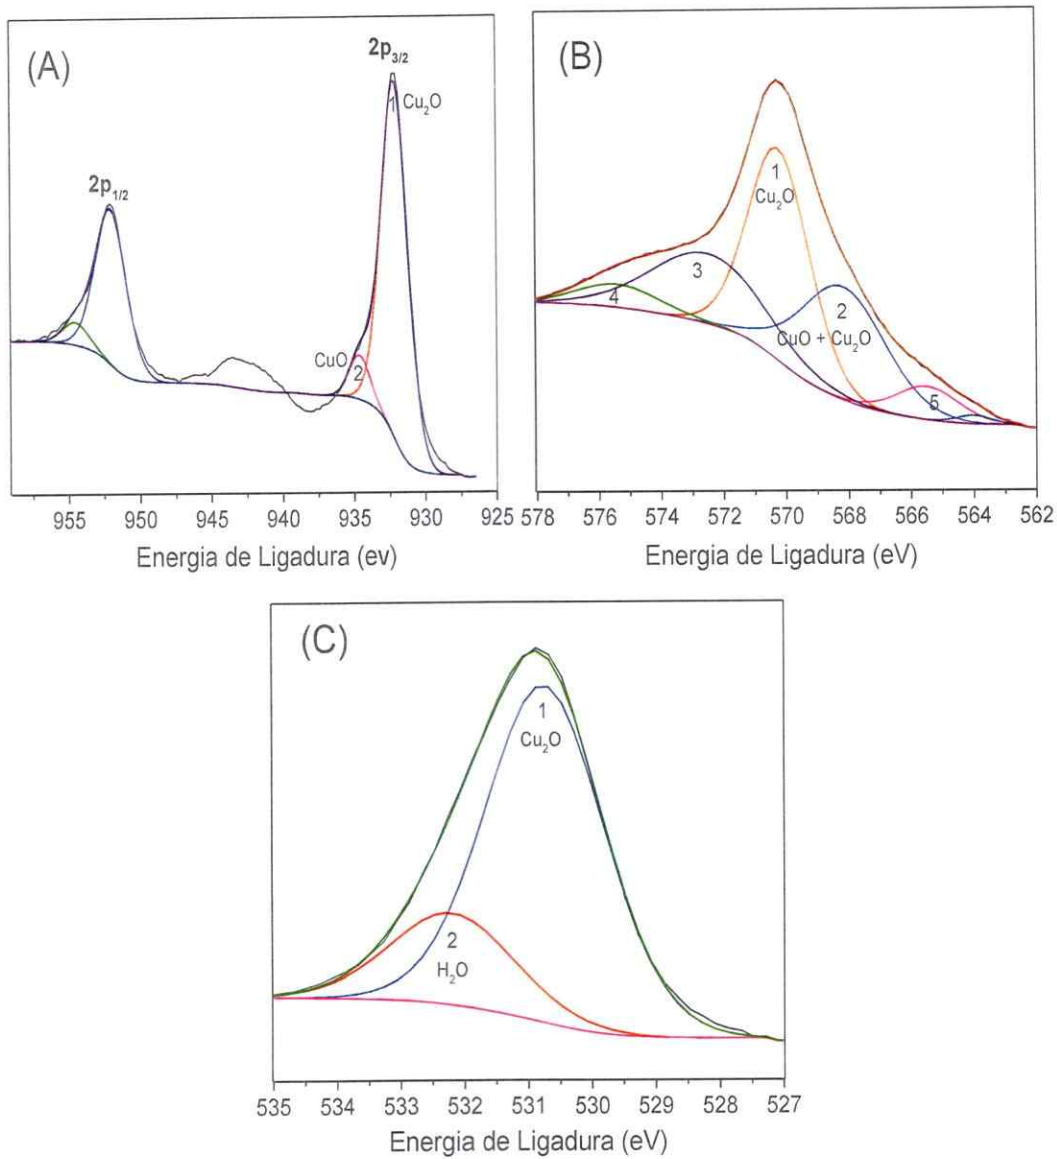 (A)
2p₃/₂
1 Cu₂O
2p₁/₂
CuO
2
955 950 945 940 935 930 925
Energia de Ligadura (ev)
(B)
1
Cu₂O
3
4
2
CuO + Cu₂O
5
578 576 574 572 570 568 566 564 562
Energia de Ligadura (eV)
(C)
1
Cu₂O
2
H₂O
535 534 533 532 531 530 529 528 527
Energia de Ligadura (eV)